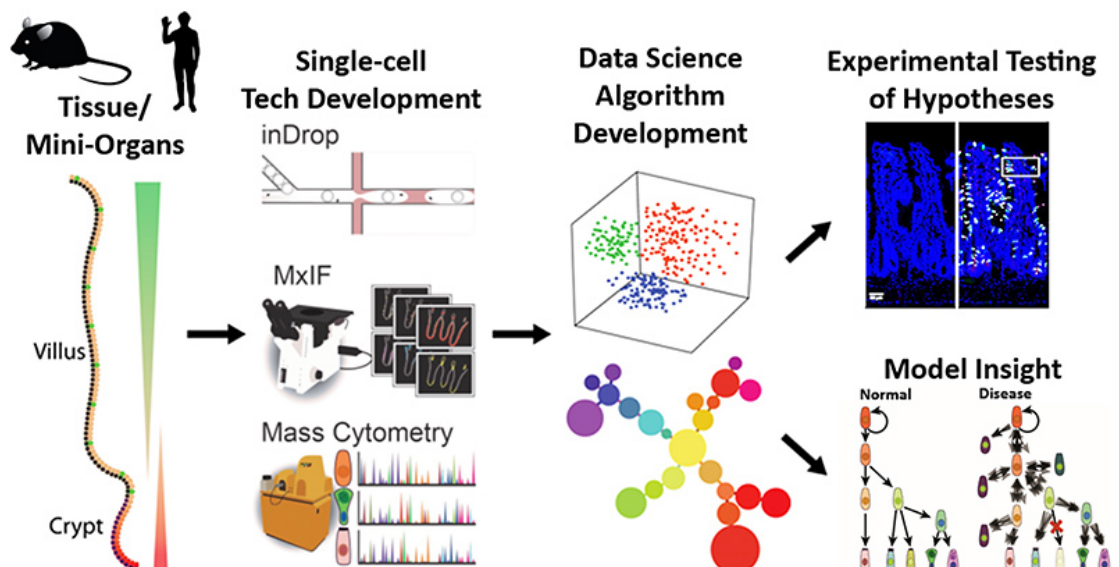 Tissue/
Mini-Organs
Villus
Crypt
Single-cell
Tech Development
inDrop
MxIF
Mass Cytometry
Data Science
Algorithm
Development
Experimental Testing
of Hypotheses
Model Insight
Normal
Disease